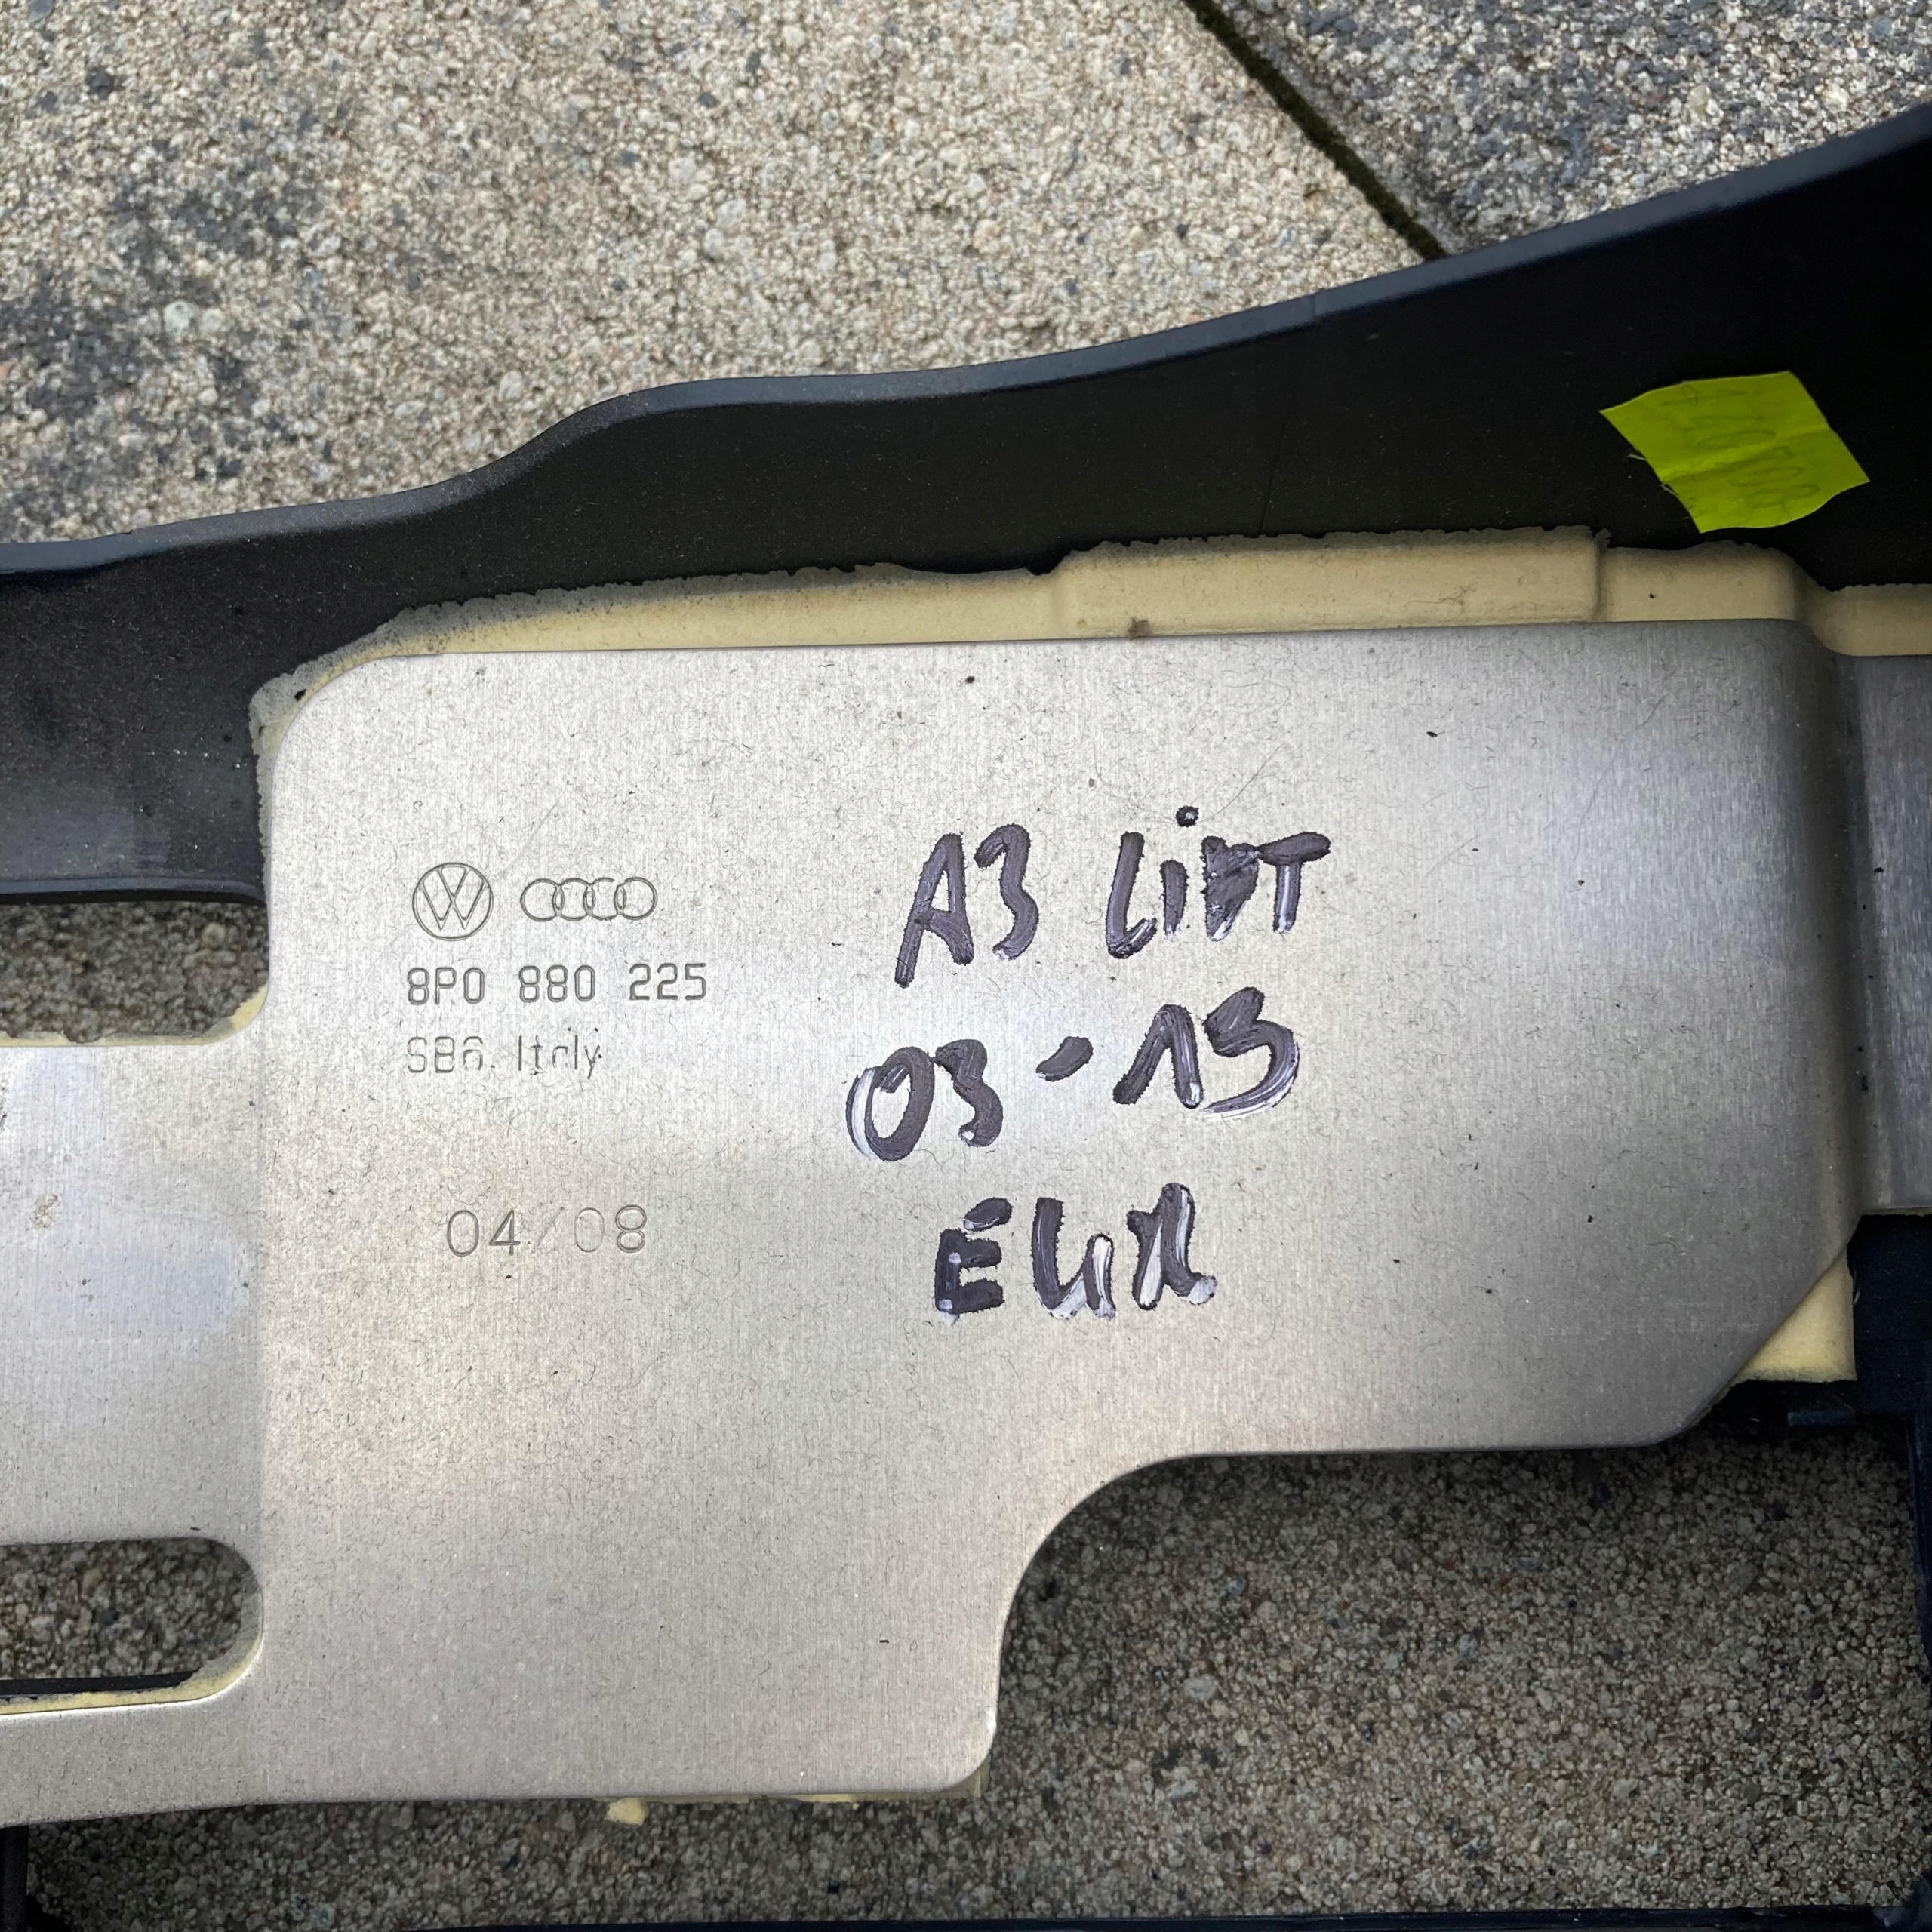 8P0 880 225
SB6. Italy
04/08
A3 LiFT
03-13
EUR